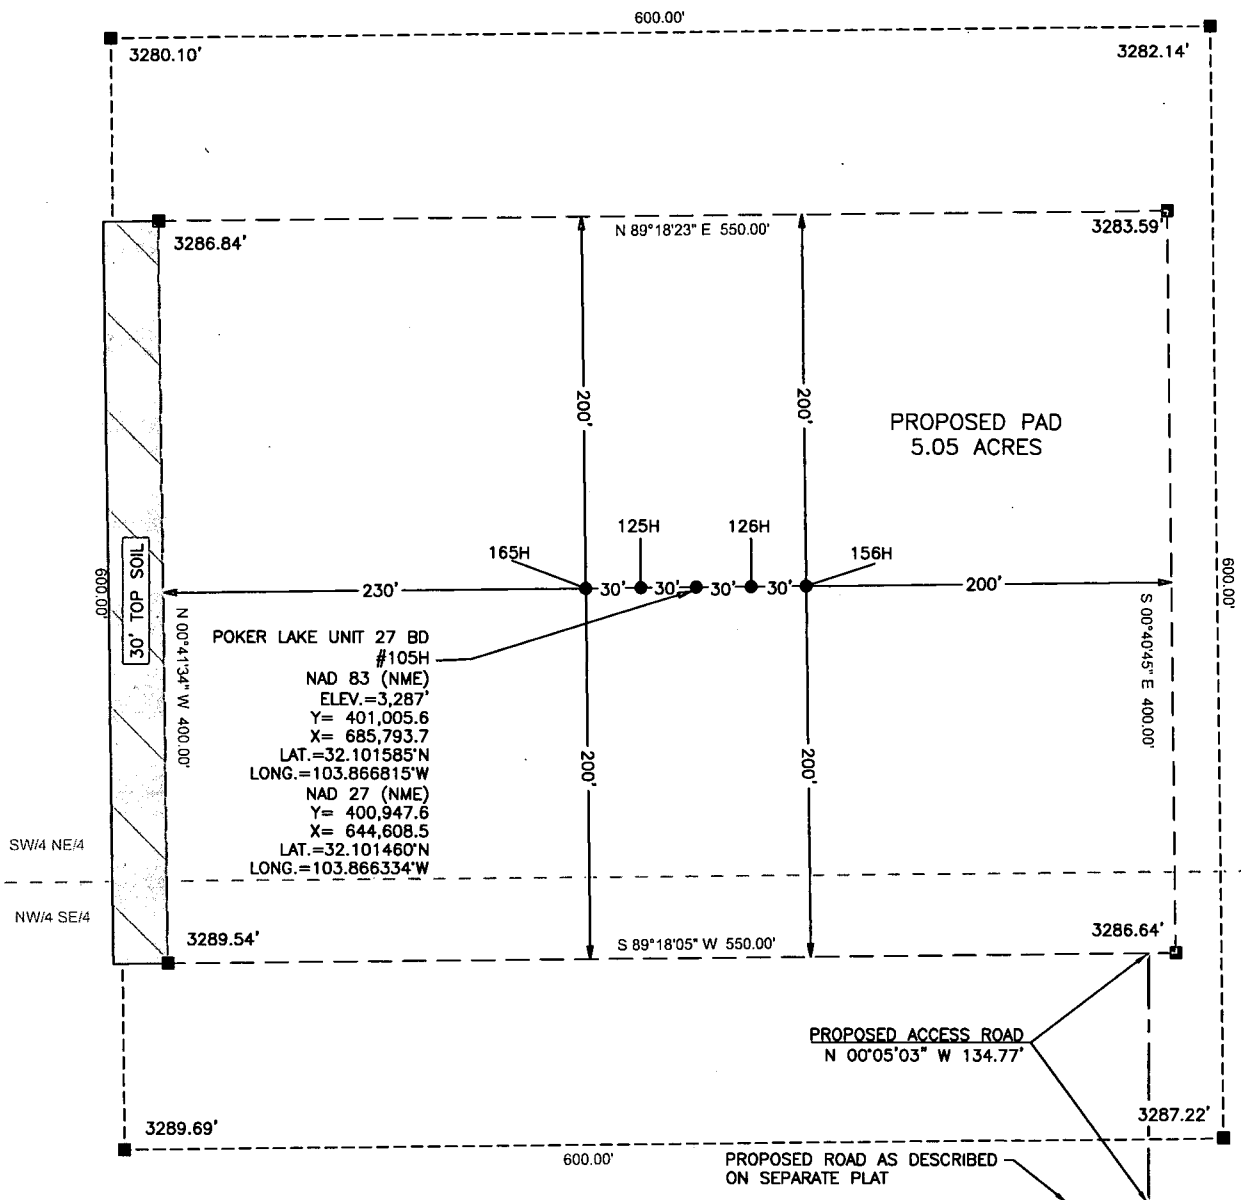 600.00'
3280.10'
3282.14'
3286.84'
N 89°18'23" E 550.00'
3283.59'
200'
200'
PROPOSED PAD
5.05 ACRES
125H
126H
165H
156H
230'
30'
30'
30'
30'
200'
600.00'
30' TOP SOIL
N 00°41'34" W 400.00'
S 00°40'45" E 400.00'
600.00'
POKER LAKE UNIT 27 BD
#105H
NAD 83 (NME)
ELEV.=3,287'
Y= 401,005.6
X= 685,793.7
LAT.=32.101585°N
LONG.=103.866815°W
NAD 27 (NME)
Y= 400,947.6
X= 644,608.5
LAT.=32.101460°N
LONG.=103.866334°W
200'
200'
SW/4 NE/4
NW/4 SE/4
3289.54'
S 89°18'05" W 550.00'
3286.64'
PROPOSED ACCESS ROAD
N 00°05'03" W 134.77'
3289.69'
3287.22'
600.00'
PROPOSED ROAD AS DESCRIBED
ON SEPARATE PLAT